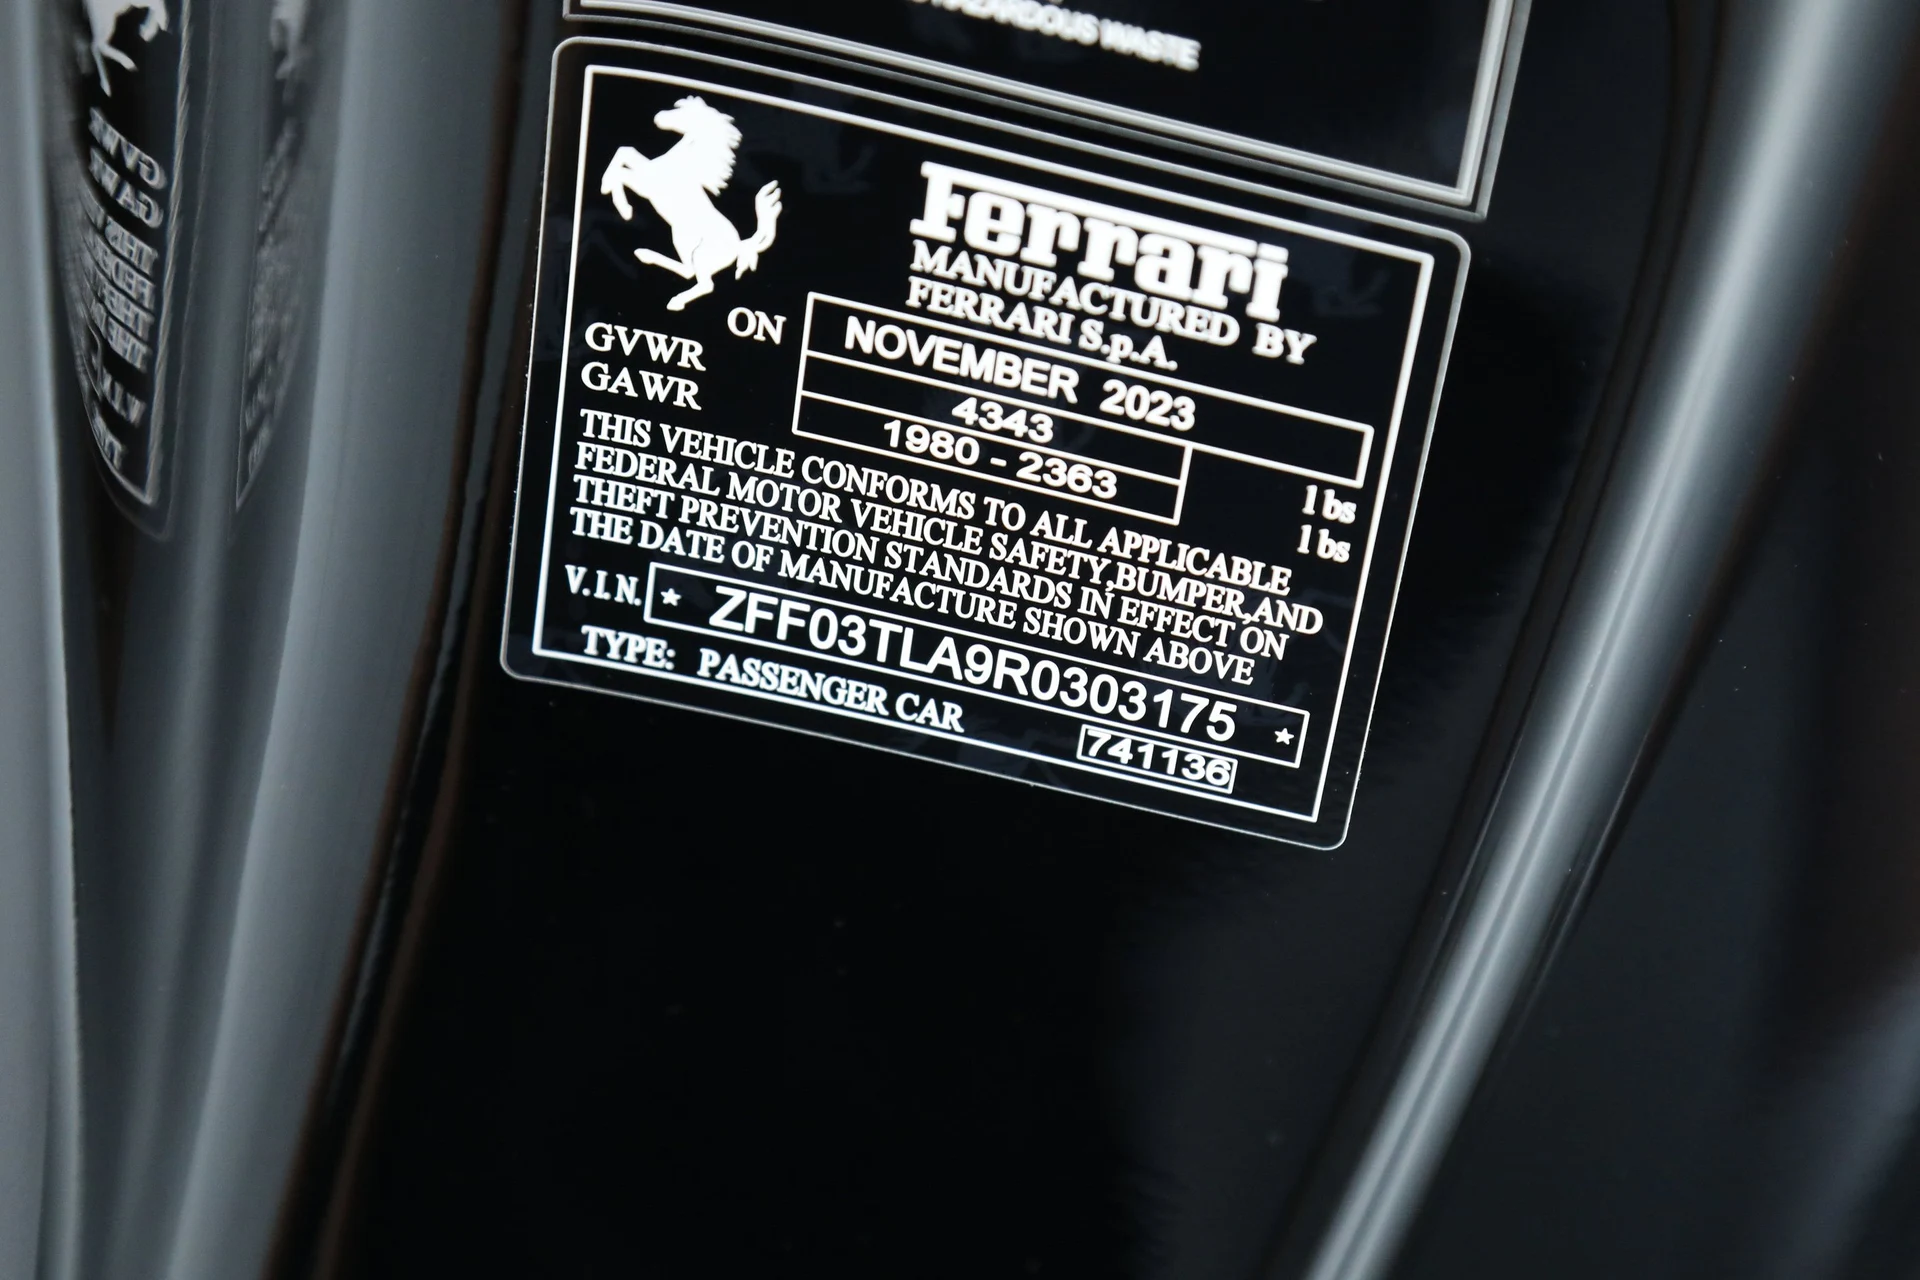 HAZARDOUS WASTE
Ferrari
MANUFACTURED BY
FERRARI S.p.A.
ON NOVEMBER 2023
GVWR 4343 lbs
GAWR 1980 - 2363 lbs
THIS VEHICLE CONFORMS TO ALL APPLICABLE
FEDERAL MOTOR VEHICLE SAFETY,BUMPER,AND
THEFT PREVENTION STANDARDS IN EFFECT ON
THE DATE OF MANUFACTURE SHOWN ABOVE
V.I.N. ★ ZFF03TLA9R0303175 ★
TYPE: PASSENGER CAR
741136